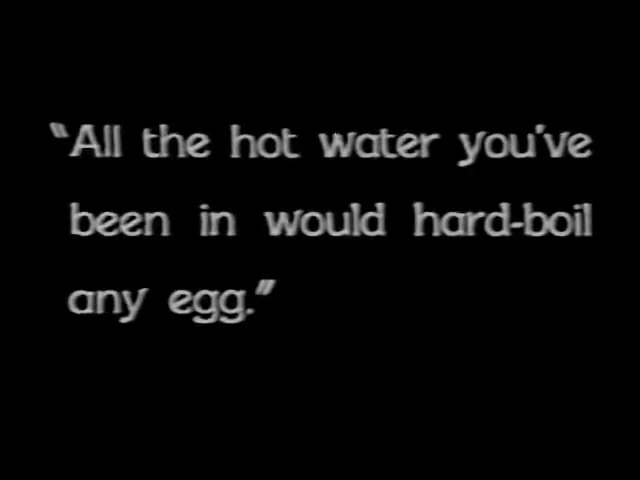 “All the hot water you've
been in would hard-boil
any egg.”